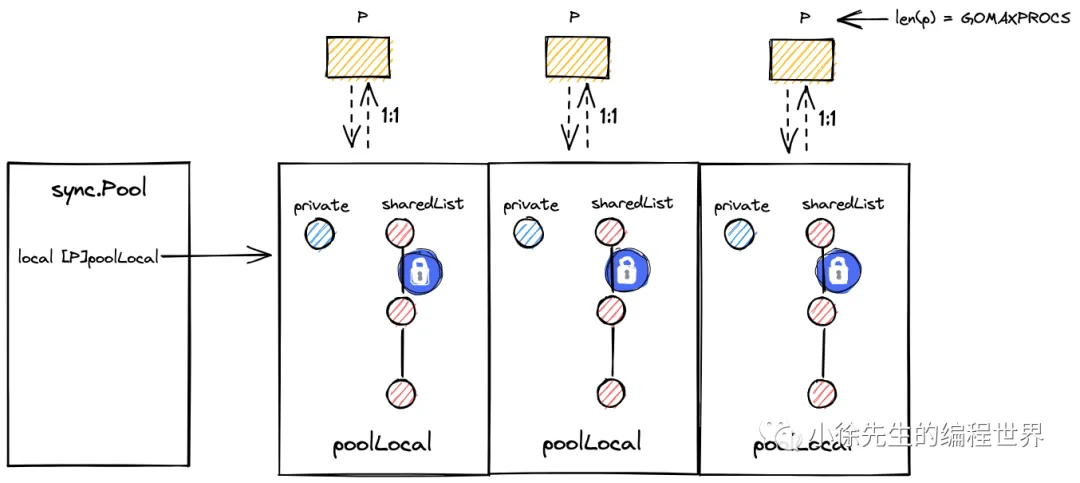 P
P
P
len(p) = GOMAXPROCS
1:1
1:1
1:1
sync.Pool
local [P]poolLocal
private
sharedList
private
sharedList
private
sharedList
poolLocal
poolLocal
poolLocal
小徐先生的编程世界